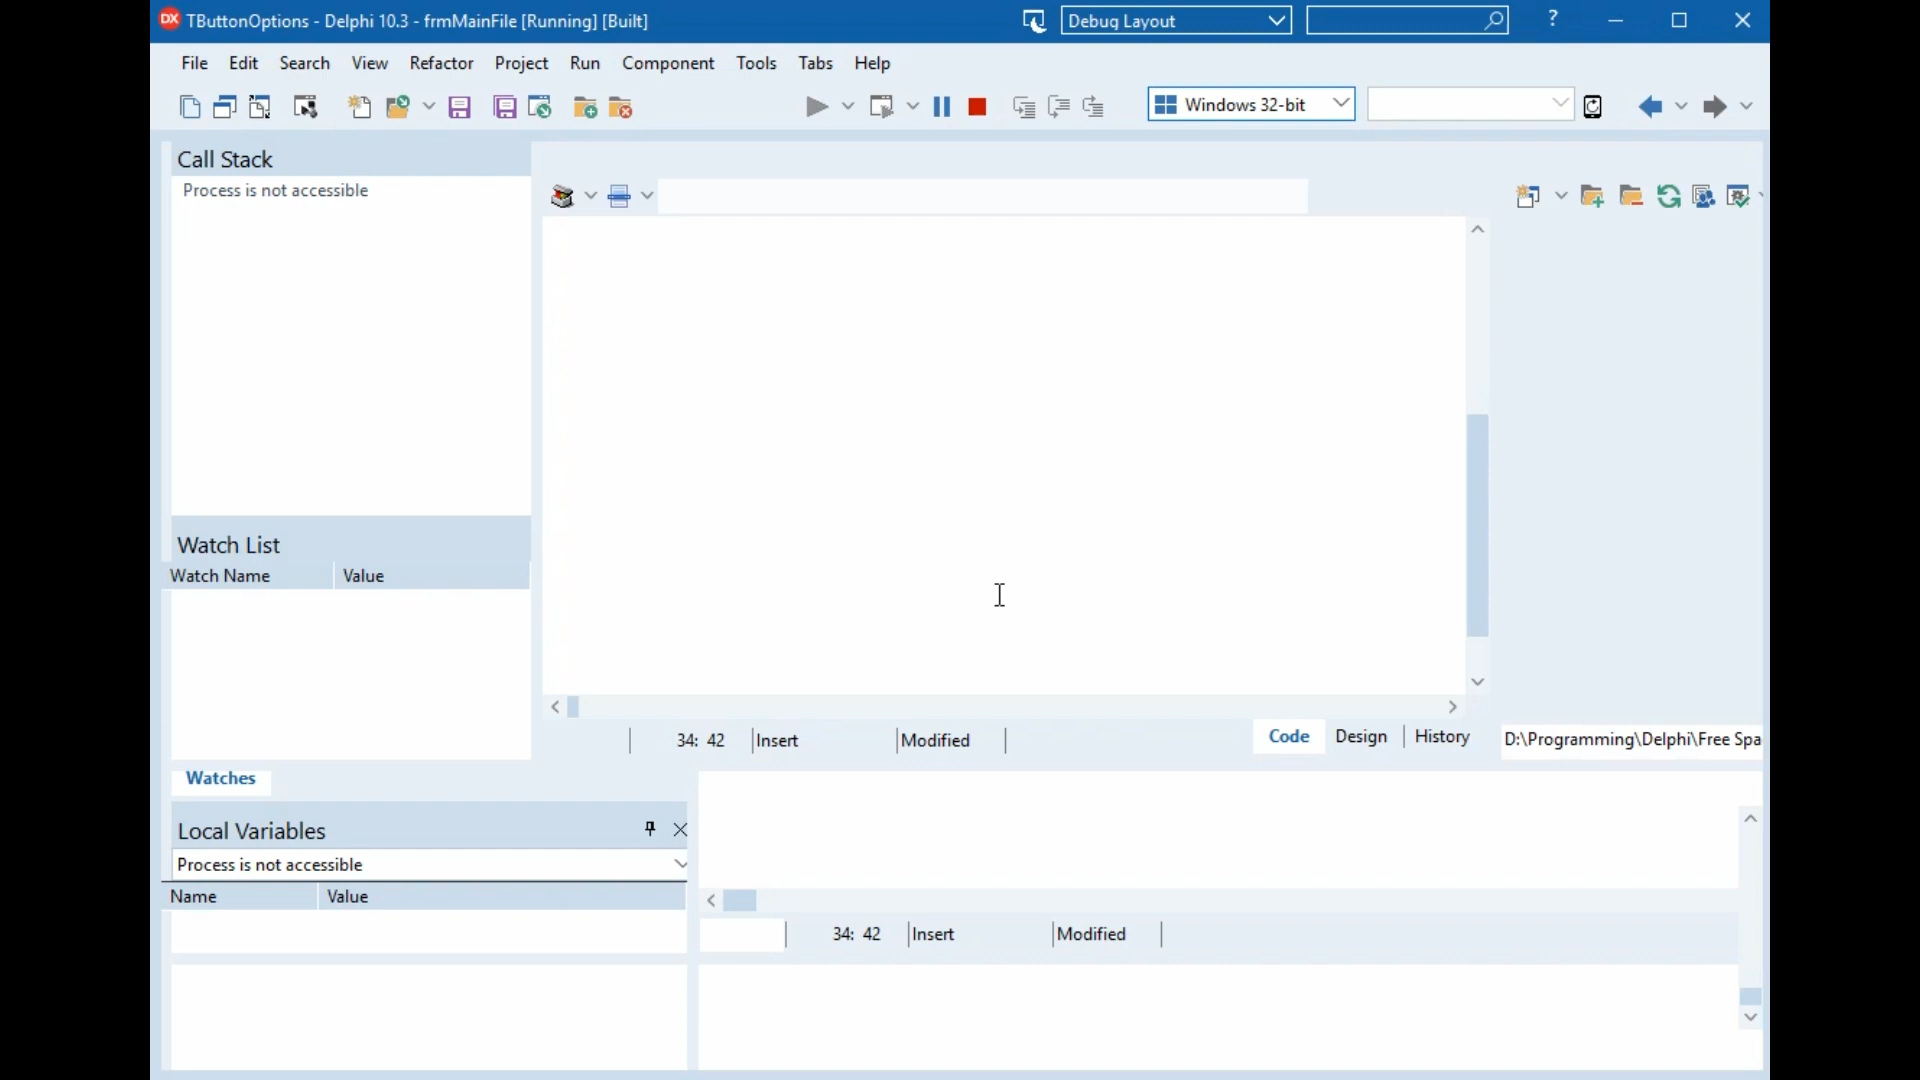 DX TButtonOptions - Delphi 10.3 - frmMainFile [Running] [Built]
Debug Layout
?
File Edit Search View Refactor Project Run Component Tools Tabs Help
Windows 32-bit
Call Stack
Process is not accessible
Watch List
Watch Name Value
34: 42 Insert Modified
Code Design History
D:\Programming\Delphi\Free Spa
Watches
Local Variables
Process is not accessible
Name Value
34: 42 Insert Modified